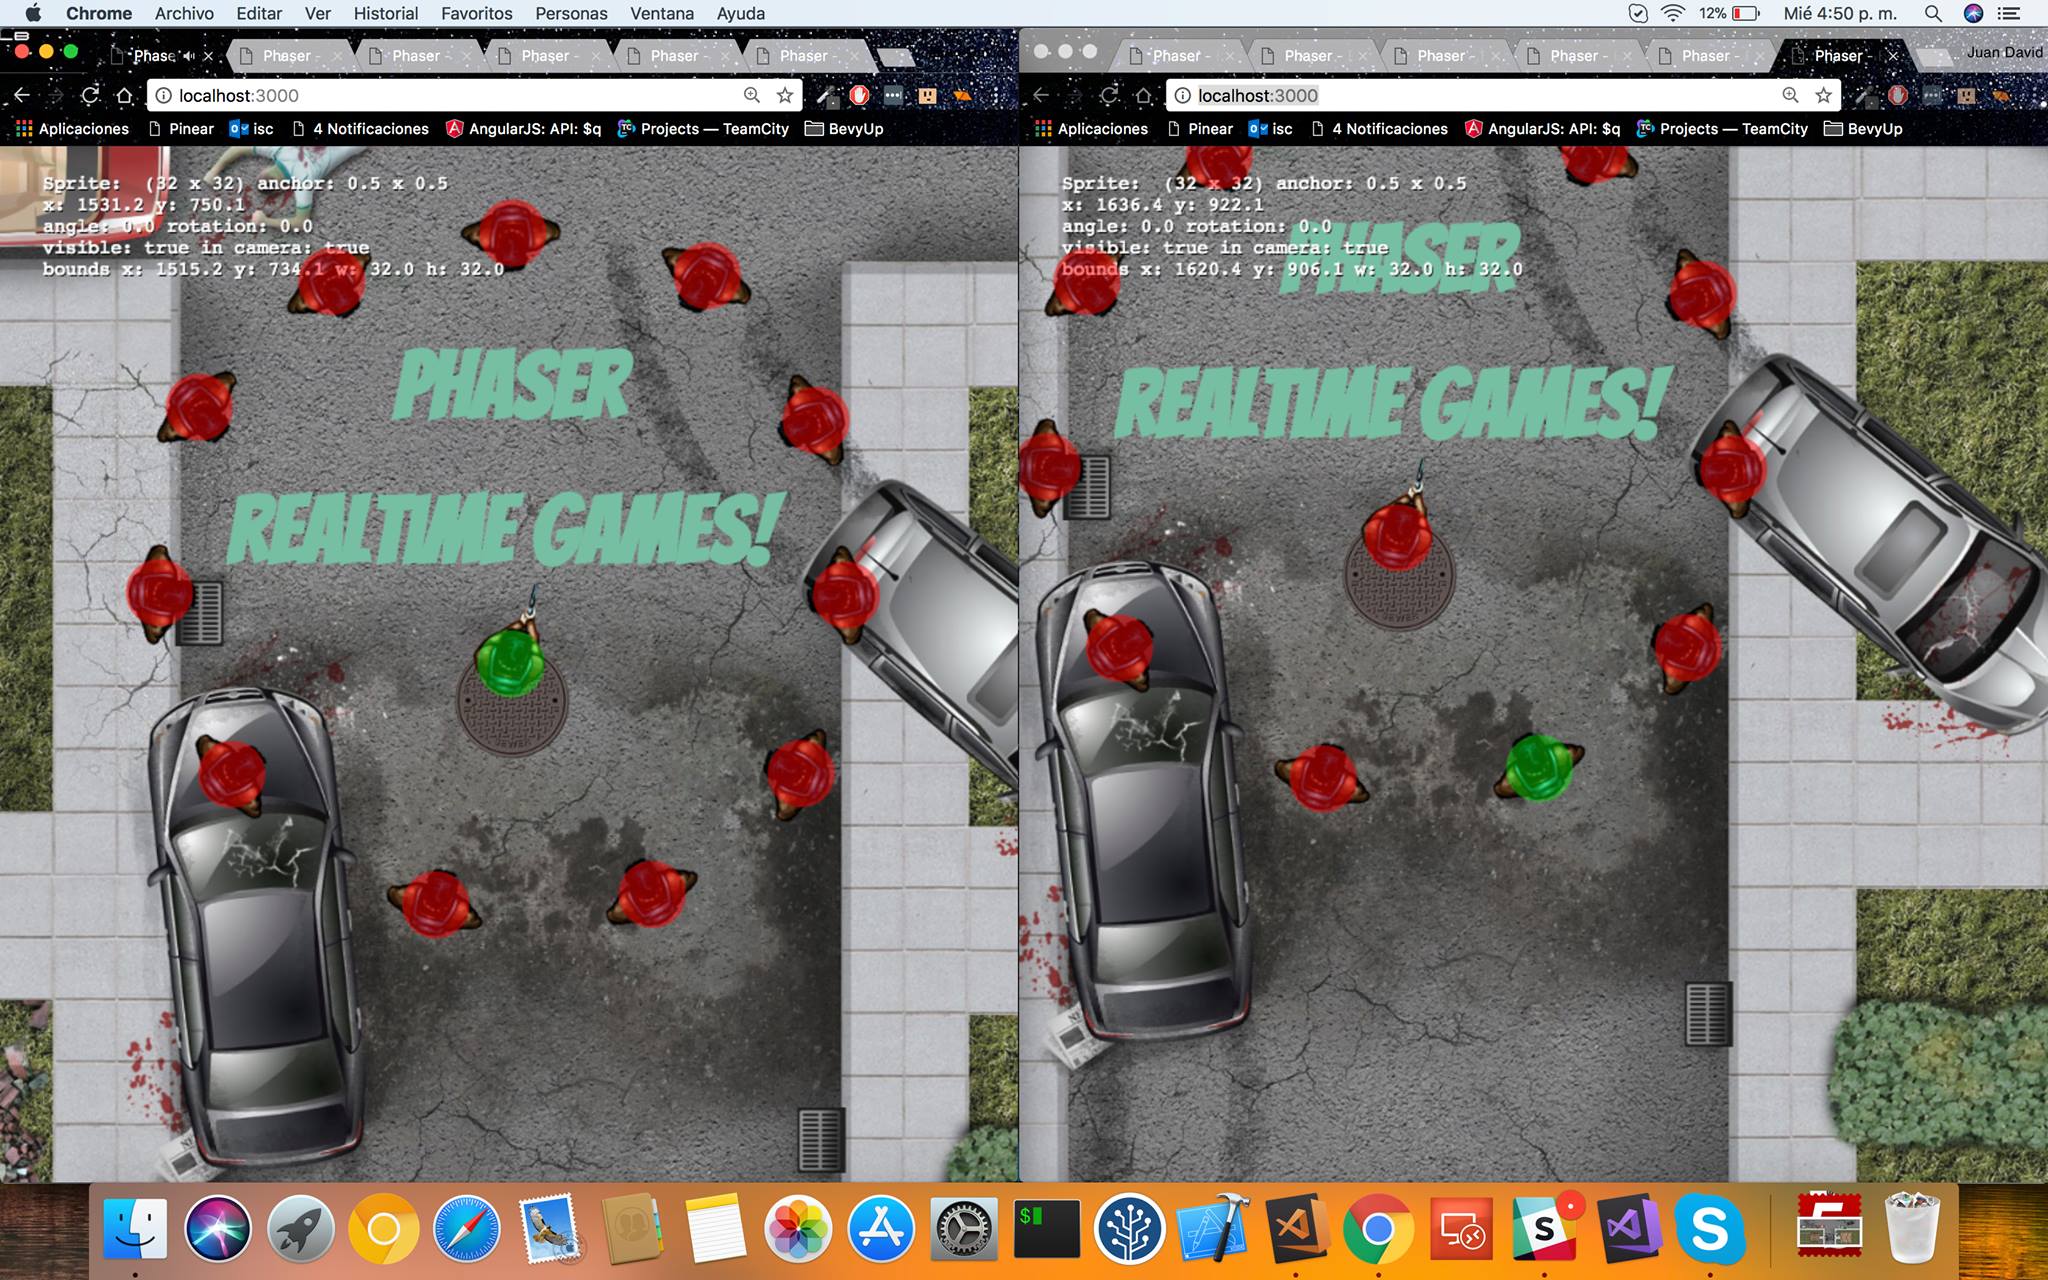 Chrome Archivo Editar Ver Historial Favoritos Personas Ventana Ayuda 12% Mié 4:50 p. m.
Phase Phaser - Phaser - Phaser - Phaser - Phaser -
localhost:3000
Aplicaciones Pinear isc 4 Notificaciones AngularJS: API: $q Projects — TeamCity BevyUp
Sprite: (32 x 32) anchor: 0.5 x 0.5
x: 1531.2 y: 750.1
angle: 0.0 rotation: 0.0
visible: true in camera: true
bounds x: 1515.2 y: 734.1 w: 32.0 h: 32.0
PHASER
REALTIME GAMES!
Phaser - Phaser - Phaser - Phaser - Phaser - Phaser - Juan David
localhost:3000
Aplicaciones Pinear isc 4 Notificaciones AngularJS: API: $q Projects — TeamCity BevyUp
Sprite: (32 x 32) anchor: 0.5 x 0.5
x: 1636.4 y: 922.1
angle: 0.0 rotation: 0.0
visible: true in camera: true
bounds x: 1620.4 y: 906.1 w: 32.0 h: 32.0
PHASER
REALTIME GAMES!